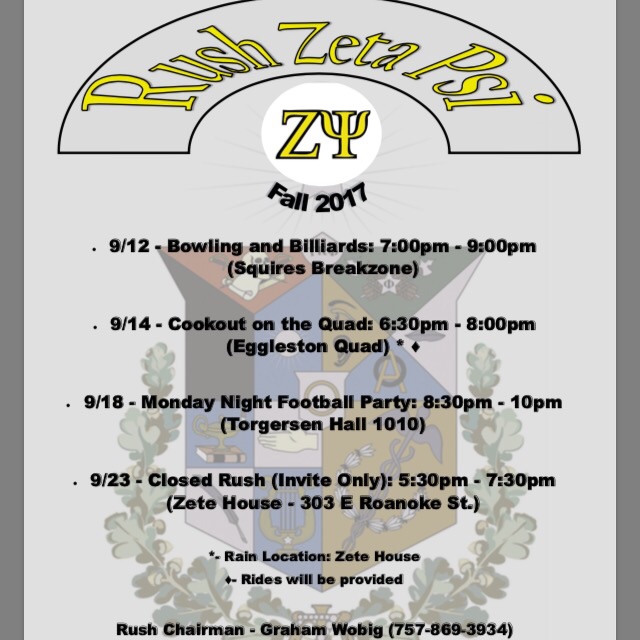 Rush Zeta Psi
ΖΨ
Fall 2017
• 9/12 - Bowling and Billiards: 7:00pm - 9:00pm
(Squires Breakzone)
• 9/14 - Cookout on the Quad: 6:30pm - 8:00pm
(Eggleston Quad) * ♦
• 9/18 - Monday Night Football Party: 8:30pm - 10pm
(Torgersen Hall 1010)
• 9/23 - Closed Rush (Invite Only): 5:30pm - 7:30pm
(Zete House - 303 E Roanoke St.)
*- Rain Location: Zete House
♦- Rides will be provided
Rush Chairman - Graham Wobig (757-869-3934)